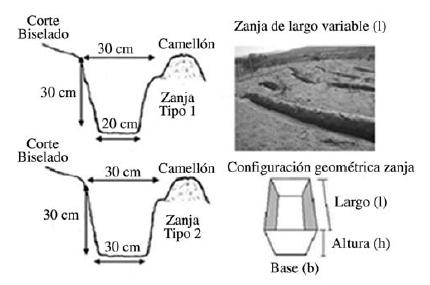 Corte
Biselado
30 cm
Camellón
30 cm
Zanja
Tipo 1
20 cm
Corte
Biselado
30 cm
Camellón
30 cm
Zanja
Tipo 2
30 cm
Zanja de largo variable (l)
Configuración geométrica zanja
Largo (l)
Altura (h)
Base (b)